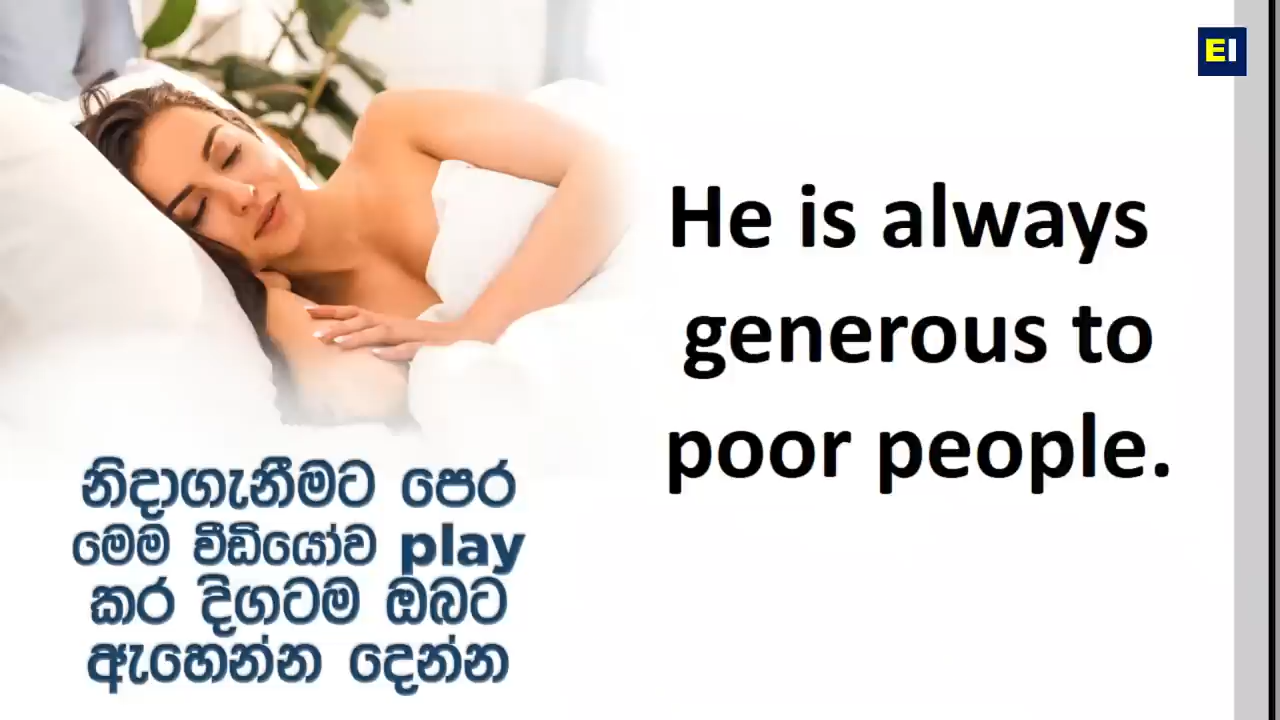 EI
He is always
generous to
poor people.
නිදාගැනීමට පෙර
මෙම වීඩියෝව play
කර දිගටම ඔබට
ඇහෙන්න දෙන්න